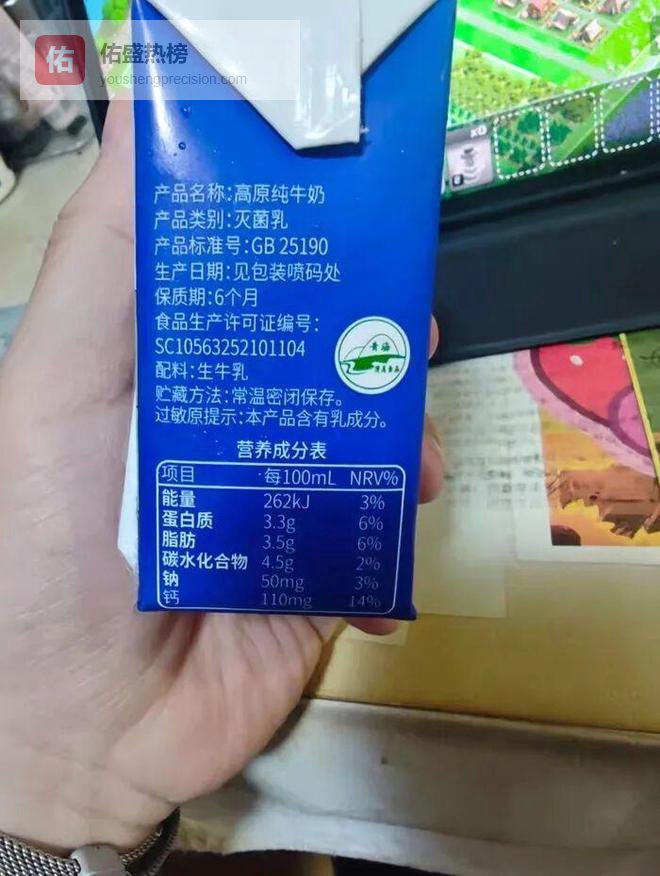 佑 佑盛热榜
youshengprecision.com
x0
产品名称:高原纯牛奶
产品类别:灭菌乳
产品标准号:GB 25190
生产日期:见包装喷码处
保质期:6个月
食品生产许可证编号:
SC10563252101104
配料:生牛乳
贮藏方法:常温密闭保存。
过敏原提示:本产品含有乳成分。
青海
营养成分表
项目 每100mL NRV%
能量 262kJ 3%
蛋白质 3.3g 6%
脂肪 3.5g 6%
碳水化合物 4.5g 2%
钠 50mg 3%
钙 110mg 14%